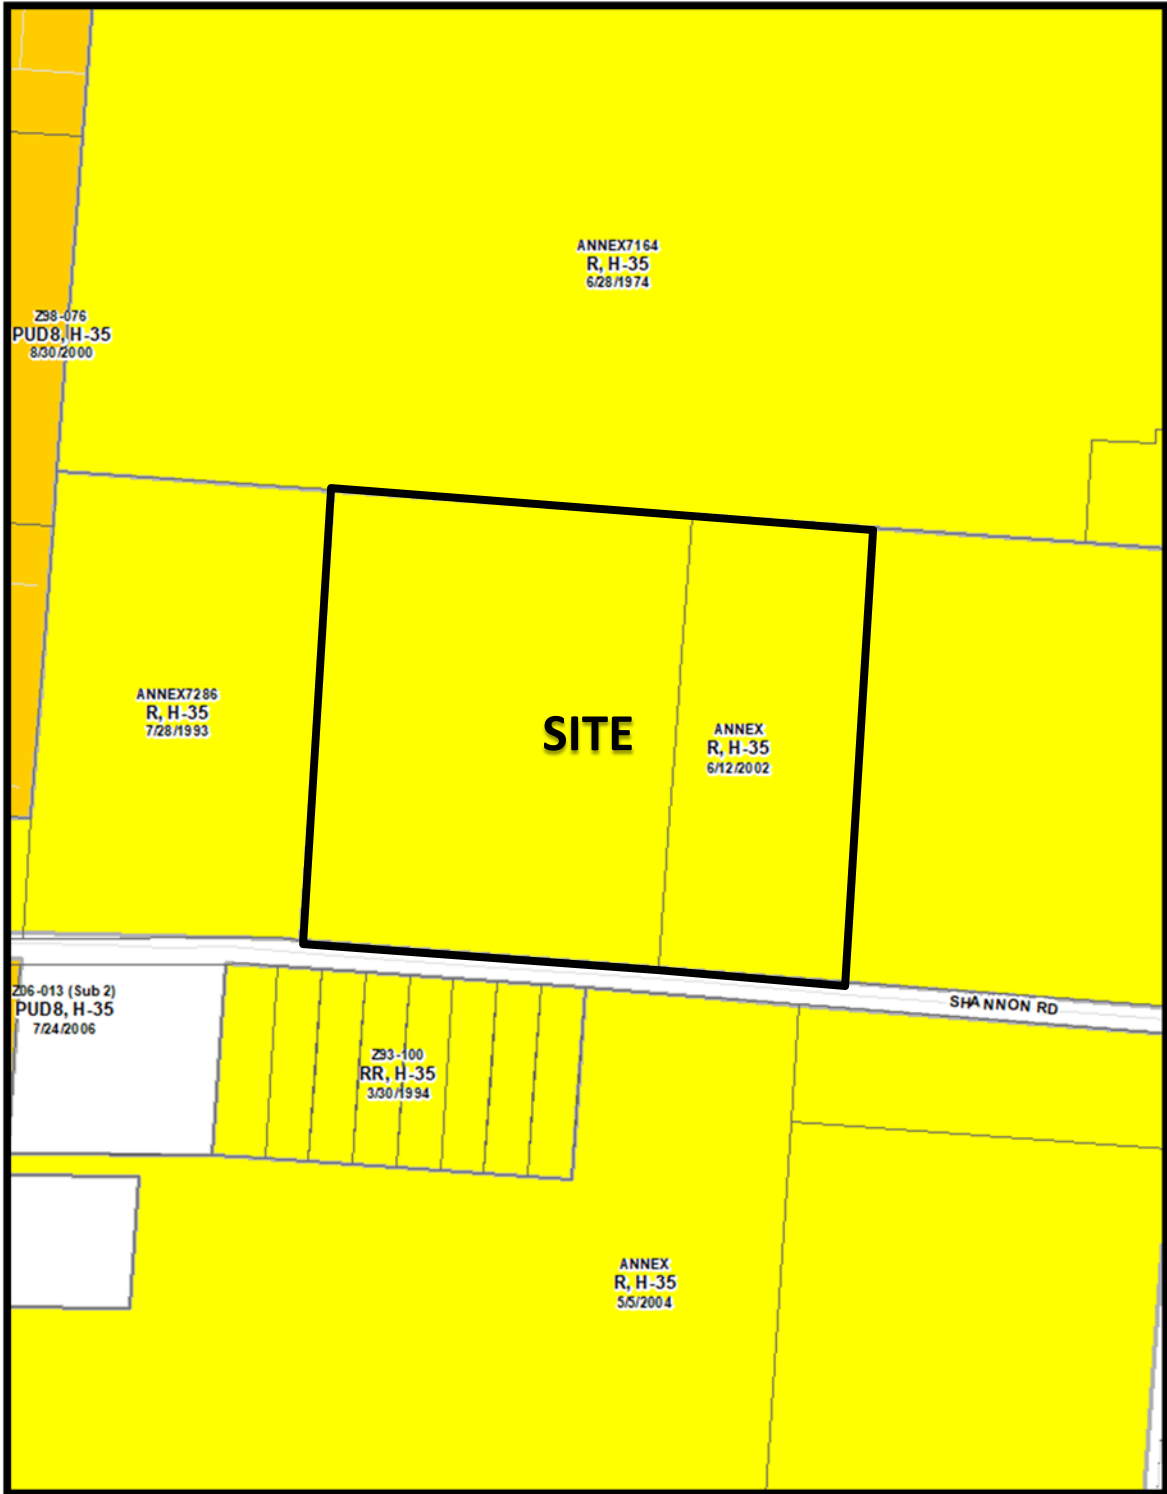 ANNEX7164
R, H-35
6/28/1974
Z98-076
PUD8, H-35
8/30/2000
ANNEX7286
R, H-35
7/28/1993
SITE
ANNEX
R, H-35
6/12/2002
Z06-013 (Sub 2)
PUD8, H-35
7/24/2006
SHANNON RD
Z93-100
RR, H-35
3/30/1994
ANNEX
R, H-35
5/5/2004